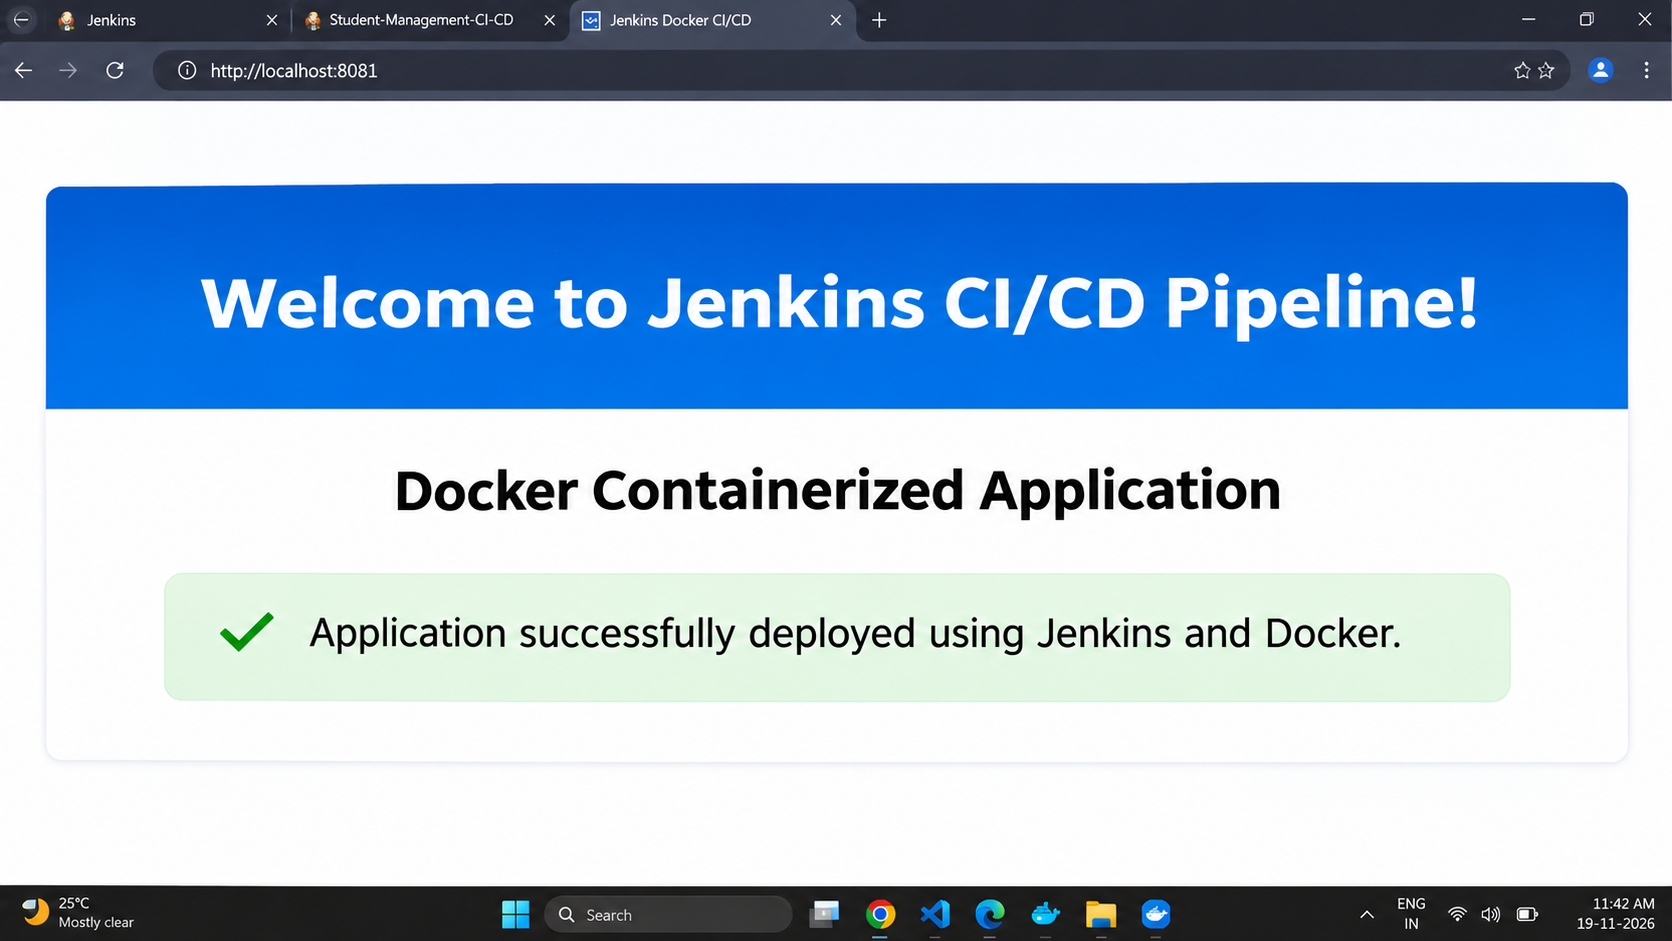 Jenkins
Student-Management-CI-CD
Jenkins Docker CI/CD
http://localhost:8081
Welcome to Jenkins CI/CD Pipeline!
Docker Containerized Application
Application successfully deployed using Jenkins and Docker.
25°C
Mostly clear
Search
ENG
IN
11:42 AM
19-11-2026